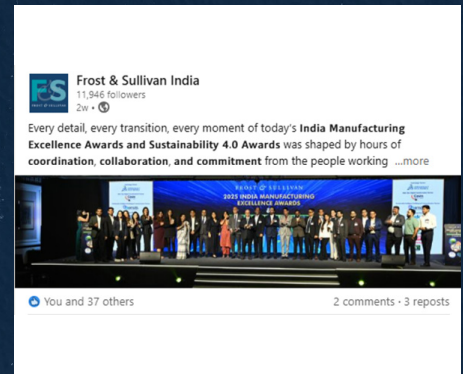 F&S
FROST & SULLIVAN
Frost & Sullivan India
11,946 followers
2w •
Every detail, every transition, every moment of today's India Manufacturing
Excellence Awards and Sustainability 4.0 Awards was shaped by hours of
coordination, collaboration, and commitment from the people working ...more
FROST & SULLIVAN
2025 INDIA MANUFACTURING
EXCELLENCE AWARDS
You and 37 others
2 comments · 3 reposts